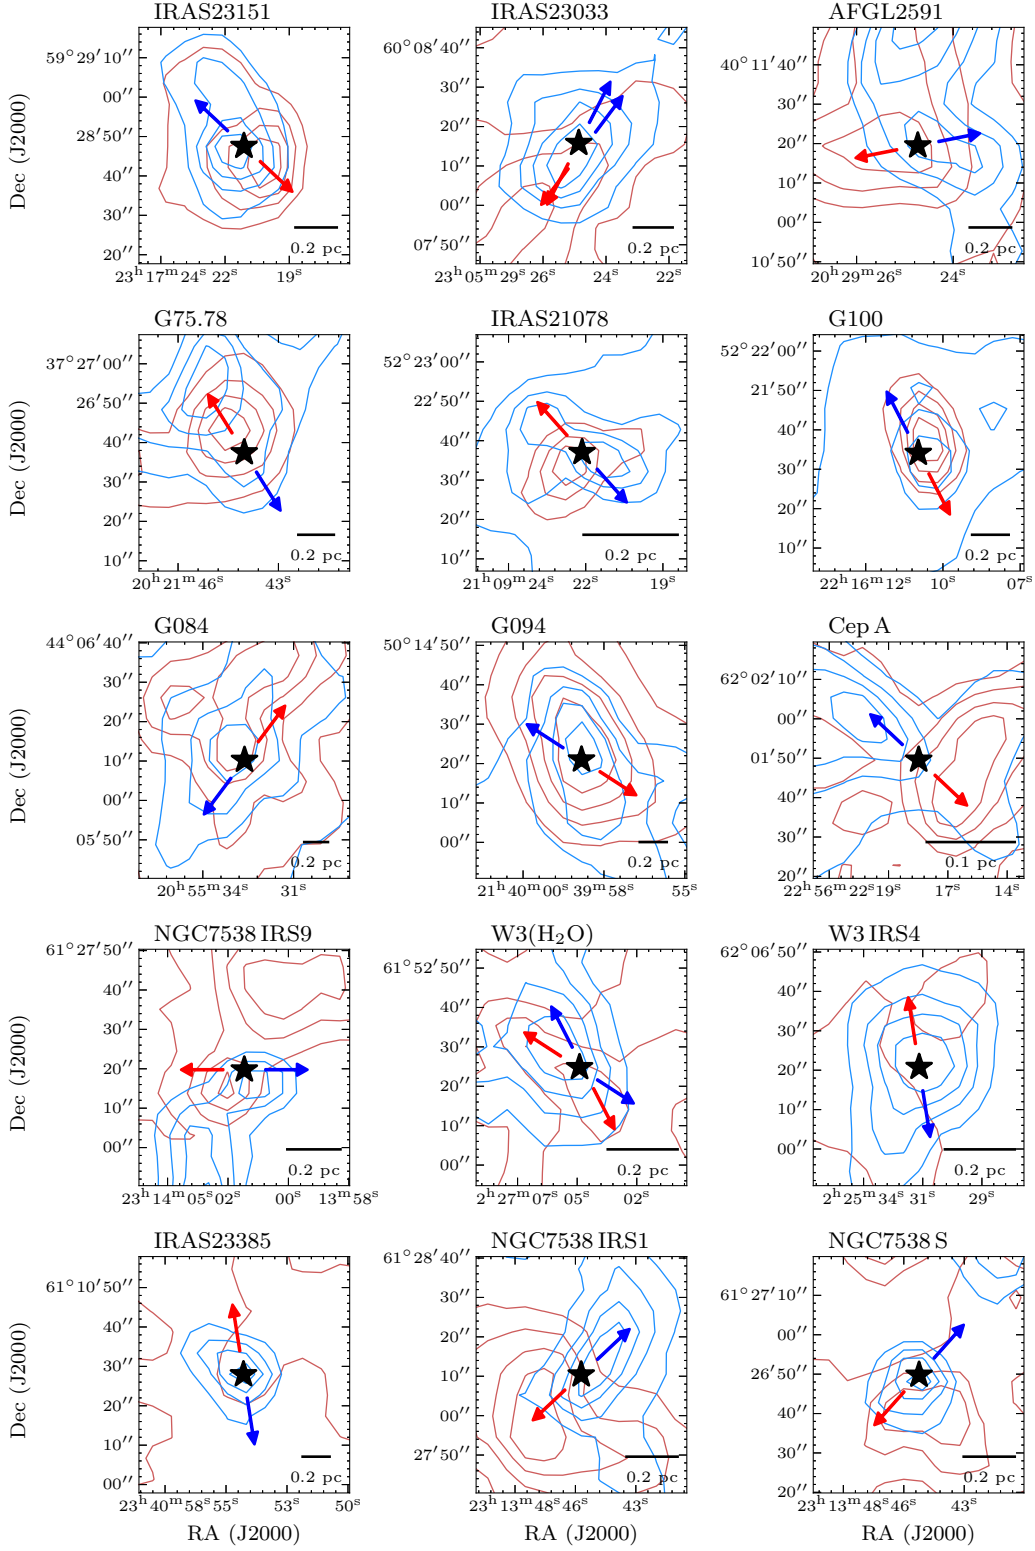 IRAS23151
IRAS23033
AFGL2591
Dec (J2000)
59°29′10′′
00′′
28′50′′
40′′
30′′
20′′
0.2 pc
23ʰ17ᵐ24ˢ 22ˢ 19ˢ
60°08′40′′
30′′
20′′
10′′
00′′
07′50′′
0.2 pc
23ʰ05ᵐ29ˢ 26ˢ 24ˢ 22ˢ
40°11′40′′
30′′
20′′
10′′
00′′
10′50′′
0.2 pc
20ʰ29ᵐ26ˢ 24ˢ
G75.78
IRAS21078
G100
Dec (J2000)
37°27′00′′
26′50′′
40′′
30′′
20′′
10′′
0.2 pc
20ʰ21ᵐ46ˢ 43ˢ
52°23′00′′
22′50′′
40′′
30′′
20′′
10′′
0.2 pc
21ʰ09ᵐ24ˢ 22ˢ 19ˢ
52°22′00′′
21′50′′
40′′
30′′
20′′
10′′
0.2 pc
22ʰ16ᵐ12ˢ 10ˢ 07ˢ
G084
G094
Cep A
Dec (J2000)
44°06′40′′
30′′
20′′
10′′
00′′
05′50′′
0.2 pc
20ʰ55ᵐ34ˢ 31ˢ
50°14′50′′
40′′
30′′
20′′
10′′
00′′
0.2 pc
21ʰ40ᵐ00ˢ 39ᵐ58ˢ 55ˢ
62°02′10′′
00′′
01′50′′
40′′
30′′
20′′
0.1 pc
22ʰ56ᵐ22ˢ 19ˢ 17ˢ 14ˢ
NGC7538 IRS9
W3(H₂O)
W3 IRS4
Dec (J2000)
61°27′50′′
40′′
30′′
20′′
10′′
00′′
0.2 pc
23ʰ14ᵐ05ˢ 02ˢ 00ˢ 13ᵐ58ˢ
61°52′50′′
40′′
30′′
20′′
10′′
00′′
0.2 pc
2ʰ27ᵐ07ˢ 05ˢ 02ˢ
62°06′50′′
40′′
30′′
20′′
10′′
00′′
0.2 pc
2ʰ25ᵐ34ˢ 31ˢ 29ˢ
IRAS23385
NGC7538 IRS1
NGC7538 S
Dec (J2000)
61°10′50′′
40′′
30′′
20′′
10′′
00′′
0.2 pc
23ʰ40ᵐ58ˢ 55ˢ 53ˢ 50ˢ
61°28′40′′
30′′
20′′
10′′
00′′
27′50′′
0.2 pc
23ʰ13ᵐ48ˢ 46ˢ 43ˢ
61°27′10′′
00′′
26′50′′
40′′
30′′
20′′
0.2 pc
23ʰ13ᵐ48ˢ 46ˢ 43ˢ
RA (J2000)
RA (J2000)
RA (J2000)